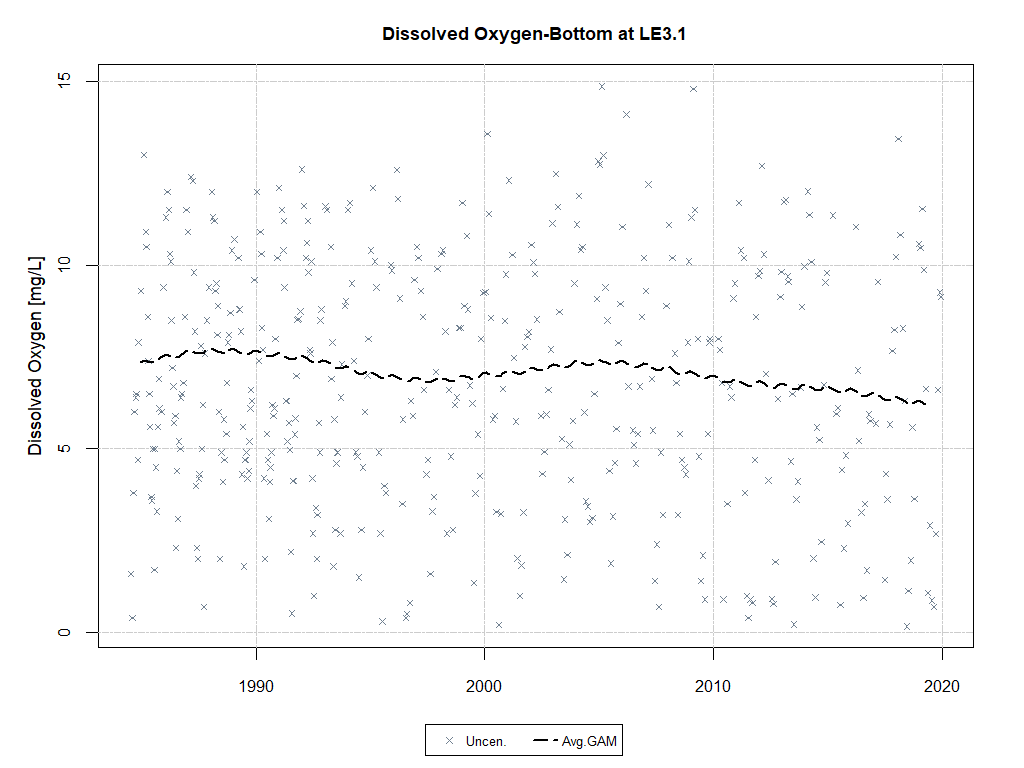 Dissolved Oxygen-Bottom at LE3.1
Dissolved Oxygen [mg/L]
15
10
5
0
1990
2000
2010
2020
Uncen.
Avg.GAM